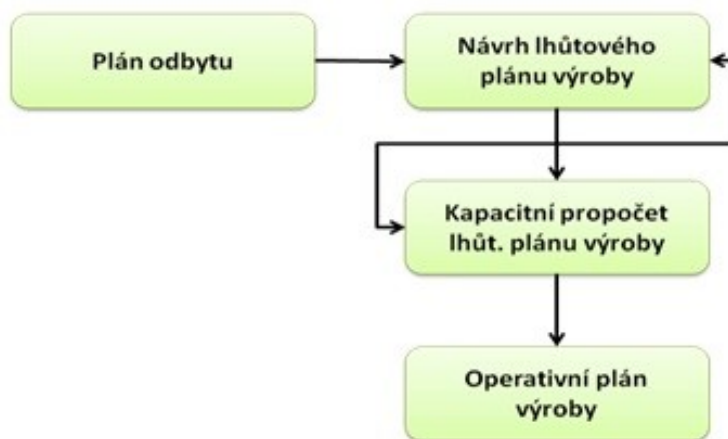 Plán odbytu
Návrh lhůtového
plánu výroby
Kapacitní propočet
lhůt. plánu výroby
Operativní plán
výroby